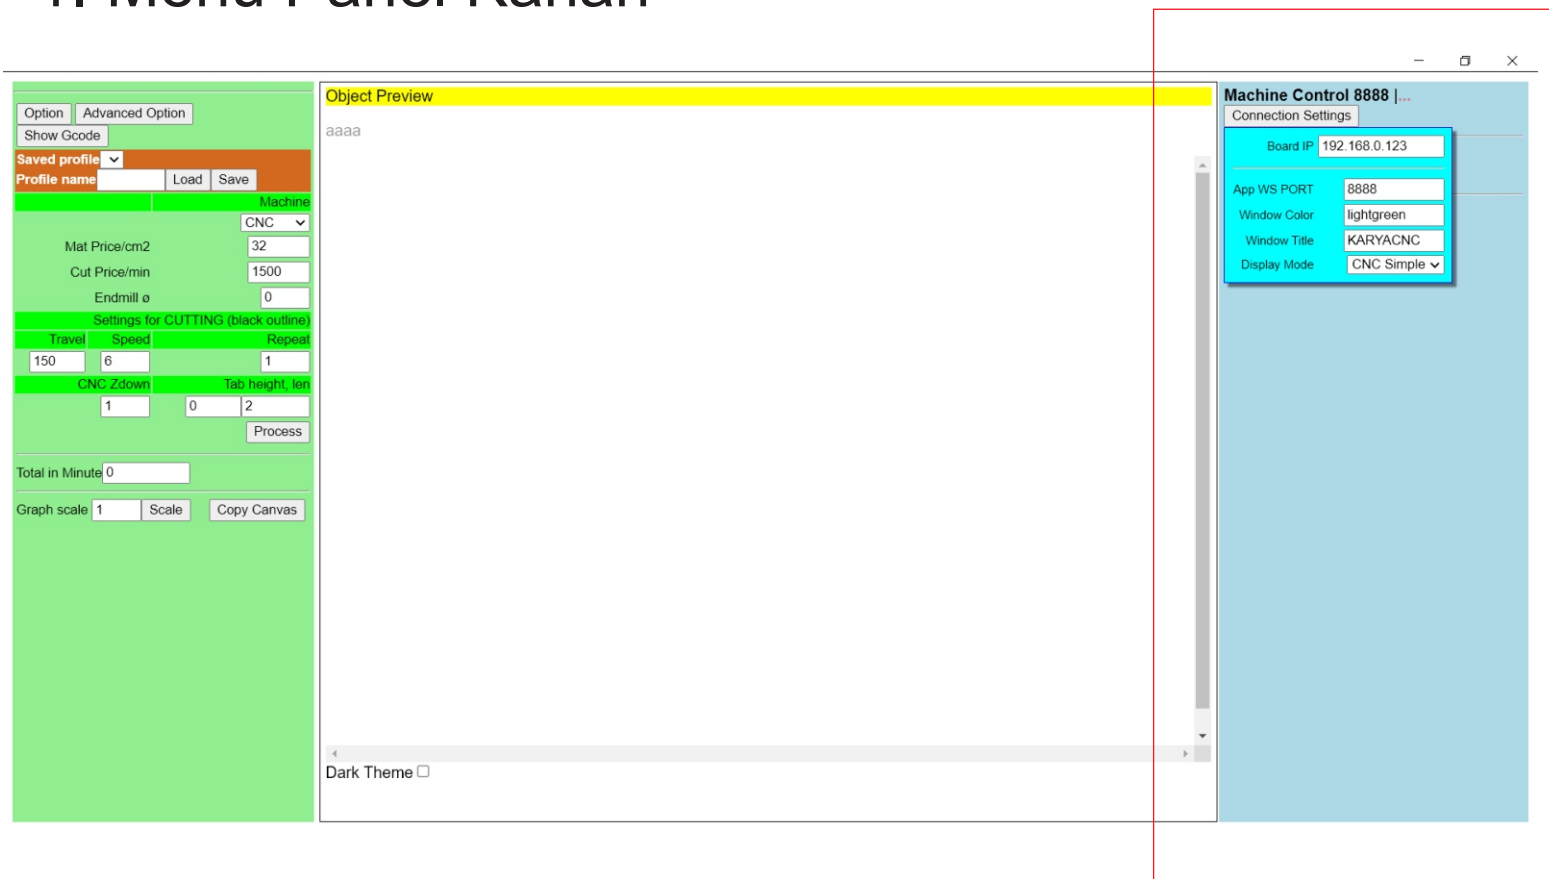 Menu Panel Kanan
Option Advanced Option
Show Gcode
Saved profile
Profile name Load Save
Machine
CNC
Mat Price/cm2 32
Cut Price/min 1500
Endmill ø 0
Settings for CUTTING (black outline)
Travel Speed Repeat
150 6 1
CNC Zdown Tab height, len
1 0 2
Process
Total in Minute 0
Graph scale 1 Scale Copy Canvas
Object Preview
aaaa
Dark Theme
Machine Control 8888 |...
Connection Settings
Board IP 192.168.0.123
App WS PORT 8888
Window Color lightgreen
Window Title KARYACNC
Display Mode CNC Simple